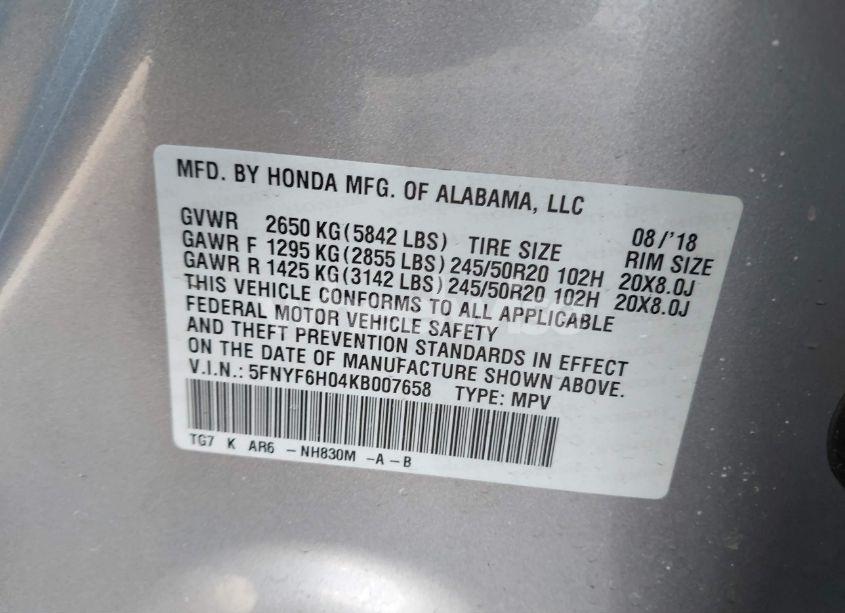 MFD. BY HONDA MFG. OF ALABAMA, LLC
GVWR 2650 KG (5842 LBS) TIRE SIZE 08/'18 RIM SIZE
GAWR F 1295 KG (2855 LBS) 245/50R20 102H 20X8.0J
GAWR R 1425 KG (3142 LBS) 245/50R20 102H 20X8.0J
THIS VEHICLE CONFORMS TO ALL APPLICABLE
FEDERAL MOTOR VEHICLE SAFETY
AND THEFT PREVENTION STANDARDS IN EFFECT
ON THE DATE OF MANUFACTURE SHOWN ABOVE.
V.I.N.: 5FNYF6H04KB007658 TYPE: MPV
TG7 K AR6 -NH830M -A-B